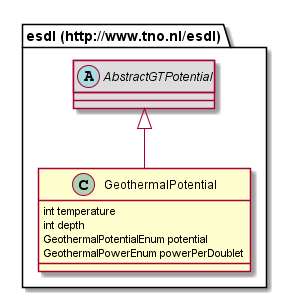 esdl (http://www.tno.nl/esdl)
A AbstractGTPotential
C GeothermalPotential
int temperature
int depth
GeothermalPotentialEnum potential
GeothermalPowerEnum powerPerDoublet